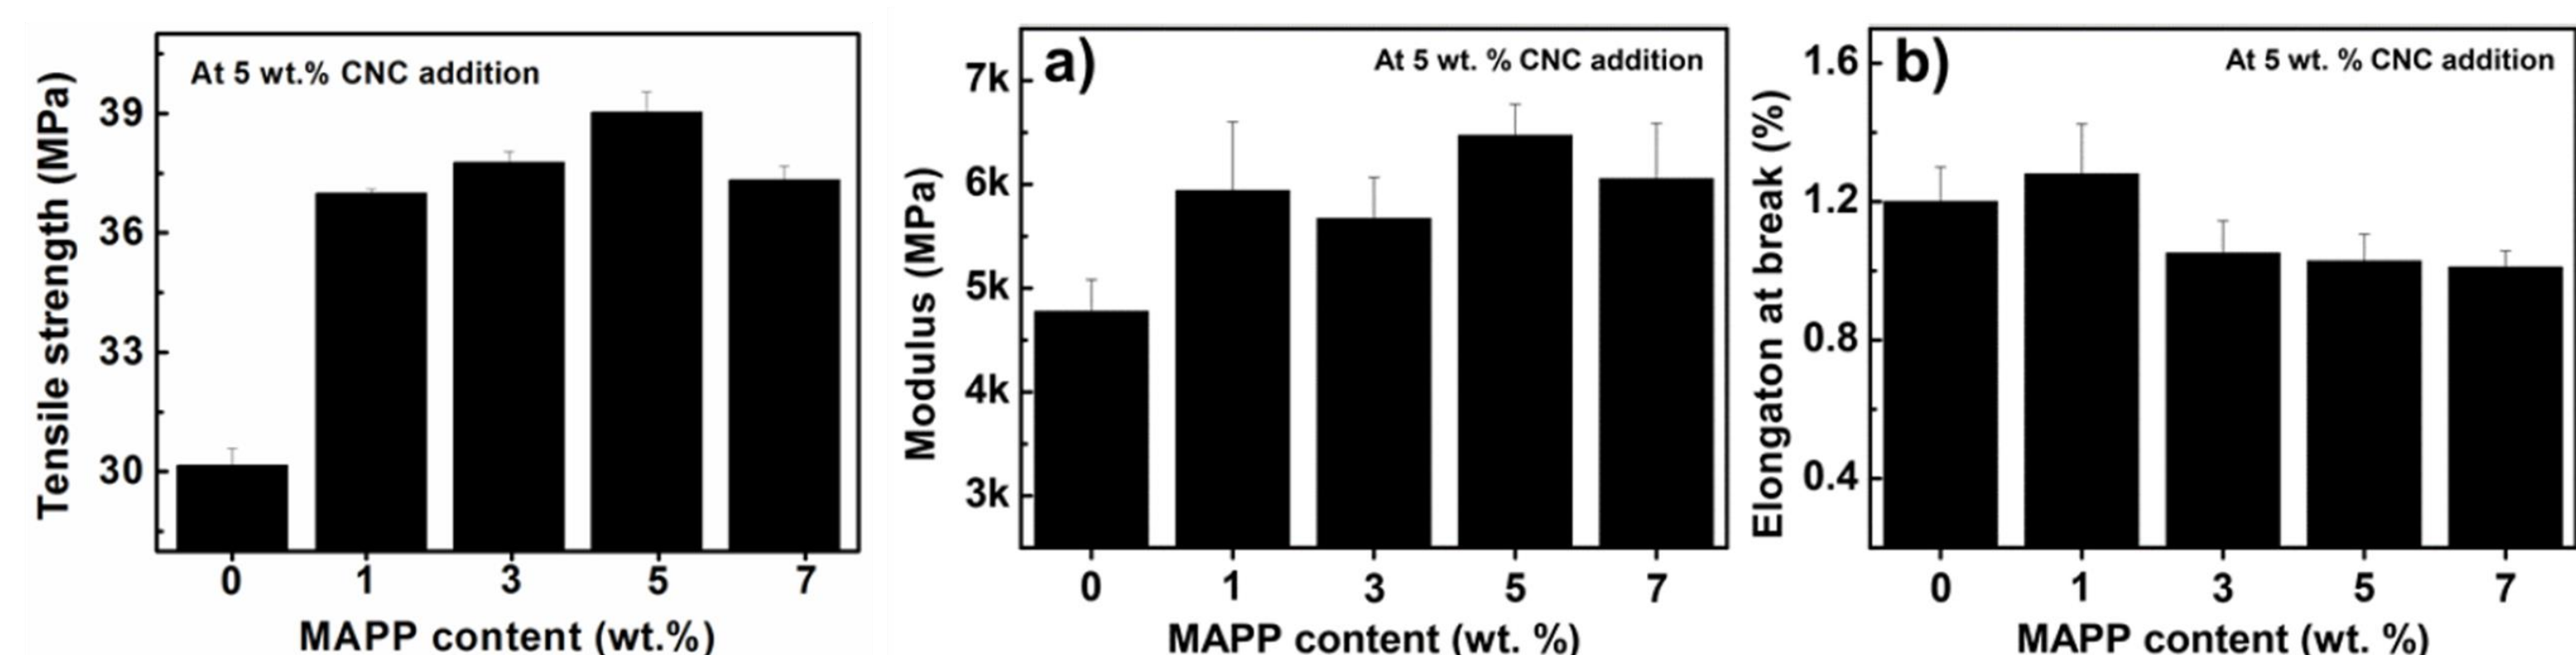 At 5 wt.% CNC addition
Tensile strength (MPa)
39
36
33
30
0 1 3 5 7
MAPP content (wt.%)
a)
At 5 wt. % CNC addition
Modulus (MPa)
7k
6k
5k
4k
3k
0 1 3 5 7
MAPP content (wt. %)
b)
At 5 wt. % CNC addition
Elongaton at break (%)
1.6
1.2
0.8
0.4
0 1 3 5 7
MAPP content (wt. %)